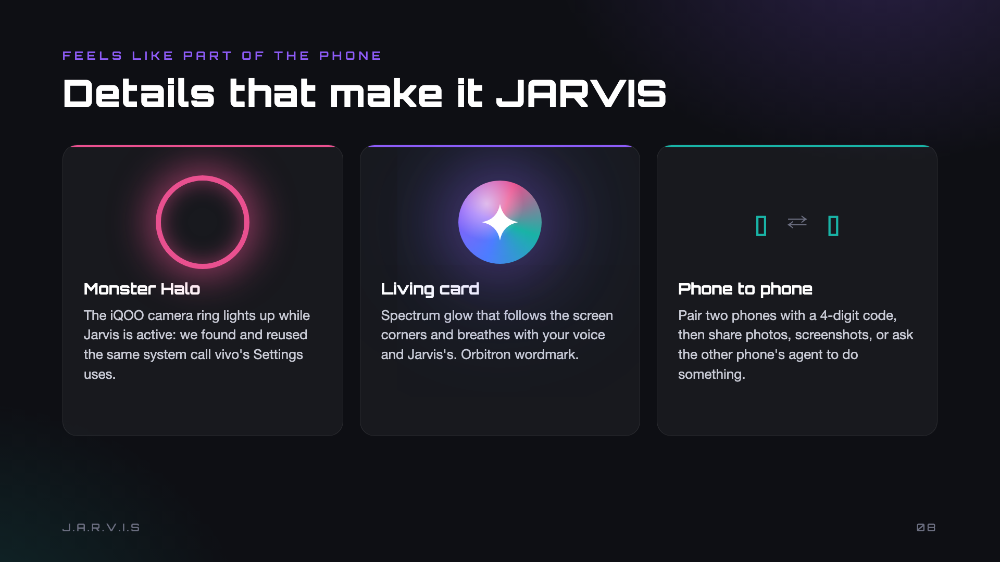 FEELS LIKE PART OF THE PHONE
Details that make it JARVIS
Monster Halo
The iQOO camera ring lights up while
Jarvis is active: we found and reused
the same system call vivo's Settings
uses.
Living card
Spectrum glow that follows the screen
corners and breathes with your voice
and Jarvis's. Orbitron wordmark.
▯ ⇄ ▯
Phone to phone
Pair two phones with a 4-digit code,
then share photos, screenshots, or ask
the other phone's agent to do
something.
J.A.R.V.I.S
08